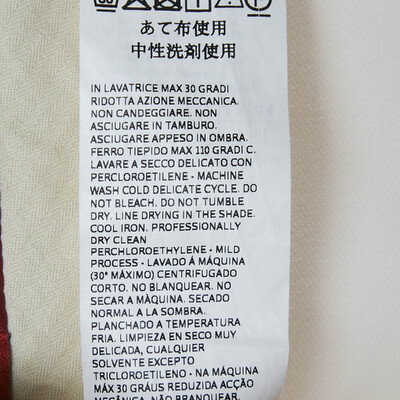 あて布使用
中性洗剤使用
IN LAVATRICE MAX 30 GRADI
RIDOTTA AZIONE MECCANICA.
NON CANDEGGIARE. NON
ASCIUGARE IN TAMBURO.
ASCIUGARE APPESO IN OMBRA.
FERRO TIEPIDO MAX 110 GRADI C.
LAVARE A SECCO DELICATO CON
PERCLOROETILENE - MACHINE
WASH COLD DELICATE CYCLE. DO
NOT BLEACH. DO NOT TUMBLE
DRY. LINE DRYING IN THE SHADE.
COOL IRON. PROFESSIONALLY
DRY CLEAN
PERCHLOROETHYLENE - MILD
PROCESS - LAVADO Á MÁQUINA
(30° MÁXIMO) CENTRIFUGADO
CORTO. NO BLANQUEAR. NO
SECAR A MÀQUINA. SECADO
NORMAL A LA SOMBRA.
PLANCHADO A TEMPERATURA
FRIA. LIMPIEZA EN SECO MUY
DELICADA, CUALQUIER
SOLVENTE EXCEPTO
TRICLOROETILENO - NA MÁQUINA
MÁX 30 GRÁUS REDUZIDA ACÇÃO
MECÂNICA. NÃO BRANQUEAR.